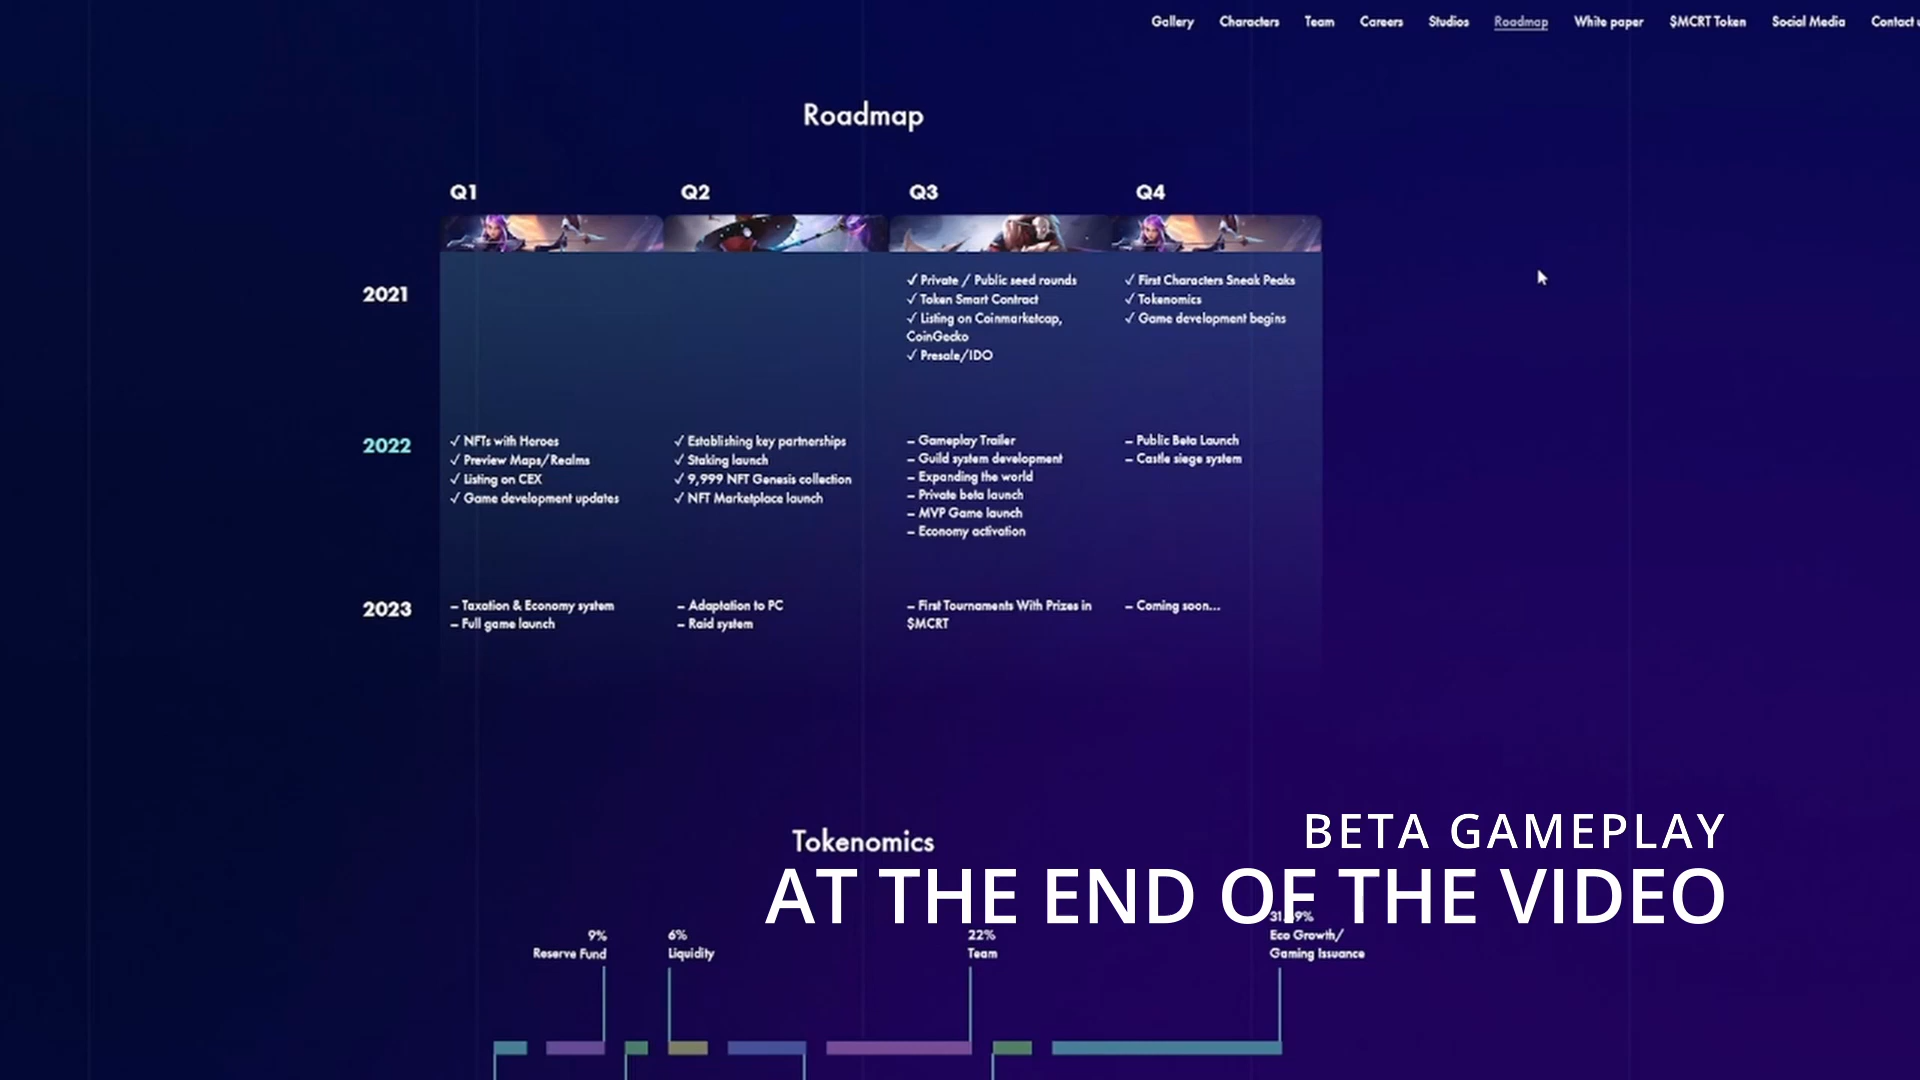 Gallery Characters Team Careers Studios Roadmap White paper $MCRT Token Social Media Contact
Roadmap
Q1 Q2 Q3 Q4
2021
✓ Private / Public seed rounds
✓ Token Smart Contract
✓ Listing on Coinmarketcap,
CoinGecko
✓ Presale/IDO
✓ First Characters Sneak Peaks
✓ Tokenomics
✓ Game development begins
2022
✓ NFTs with Heroes
✓ Preview Maps/Realms
✓ Listing on CEX
✓ Game development updates
✓ Establishing key partnerships
✓ Staking launch
✓ 9,999 NFT Genesis collection
✓ NFT Marketplace launch
– Gameplay Trailer
– Guild system development
– Expanding the world
– Private beta launch
– MVP Game launch
– Economy activation
– Public Beta Launch
– Castle siege system
2023
– Taxation & Economy system
– Full game launch
– Adaptation to PC
– Raid system
– First Tournaments With Prizes in
$MCRT
– Coming soon...
Tokenomics
BETA GAMEPLAY
AT THE END OF THE VIDEO
9%
Reserve Fund
6%
Liquidity
22%
Team
Eco Growth/
Gaming Issuance